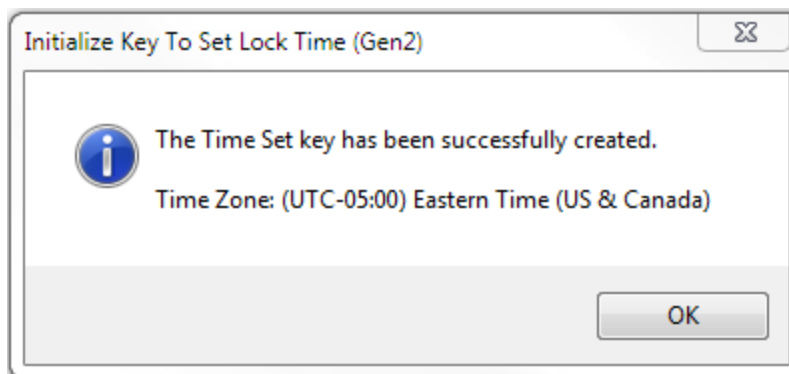 Initialize Key To Set Lock Time (Gen2)
The Time Set key has been successfully created.
Time Zone: (UTC-05:00) Eastern Time (US & Canada)
OK